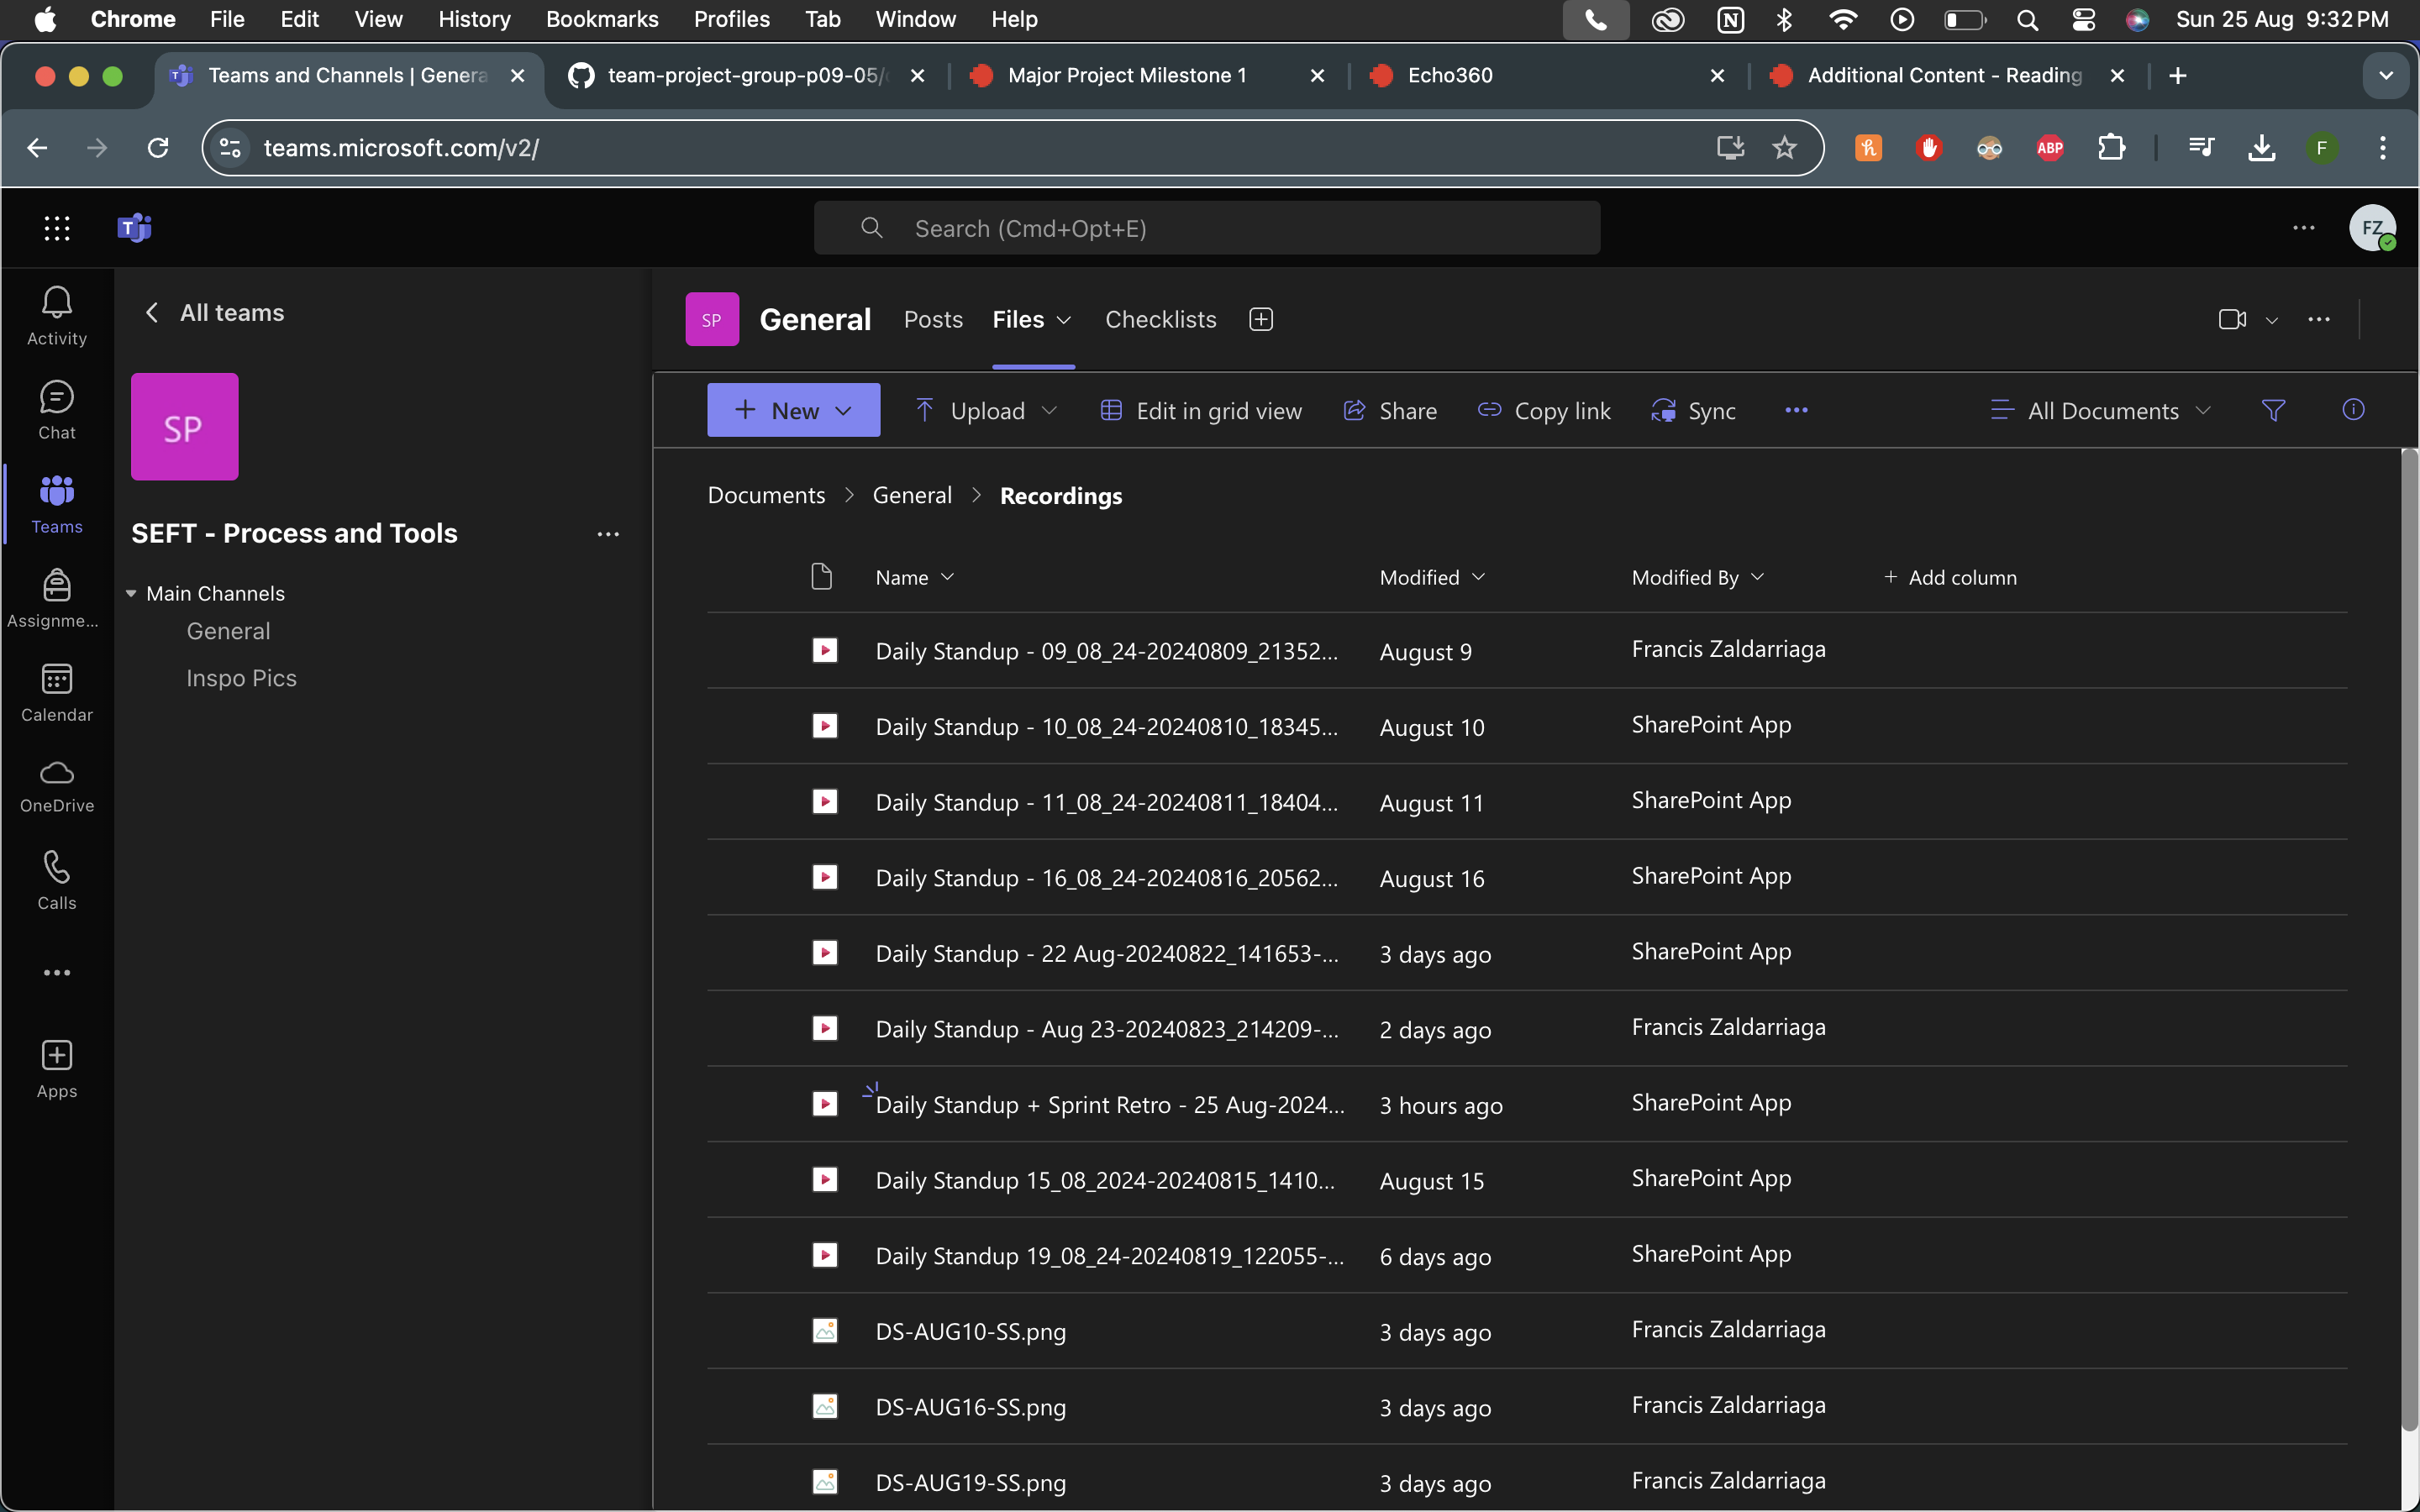 Chrome File Edit View History Bookmarks Profiles Tab Window Help Sun 25 Aug 9:32 PM
Teams and Channels | Genera team-project-group-p09-05/ Major Project Milestone 1 Echo360 Additional Content - Reading
teams.microsoft.com/v2/ ABP F
Search (Cmd+Opt+E) FZ
Activity
Chat
Teams
Assignme...
Calendar
OneDrive
Calls
Apps
All teams
SP
SEFT - Process and Tools
Main Channels
General
Inspo Pics
SP General Posts Files Checklists
New Upload Edit in grid view Share Copy link Sync All Documents
Documents > General > Recordings
Name Modified Modified By + Add column
Daily Standup - 09_08_24-20240809_21352... August 9 Francis Zaldarriaga
Daily Standup - 10_08_24-20240810_18345... August 10 SharePoint App
Daily Standup - 11_08_24-20240811_18404... August 11 SharePoint App
Daily Standup - 16_08_24-20240816_20562... August 16 SharePoint App
Daily Standup - 22 Aug-20240822_141653-... 3 days ago SharePoint App
Daily Standup - Aug 23-20240823_214209-... 2 days ago Francis Zaldarriaga
Daily Standup + Sprint Retro - 25 Aug-2024... 3 hours ago SharePoint App
Daily Standup 15_08_2024-20240815_1410... August 15 SharePoint App
Daily Standup 19_08_24-20240819_122055-... 6 days ago SharePoint App
DS-AUG10-SS.png 3 days ago Francis Zaldarriaga
DS-AUG16-SS.png 3 days ago Francis Zaldarriaga
DS-AUG19-SS.png 3 days ago Francis Zaldarriaga